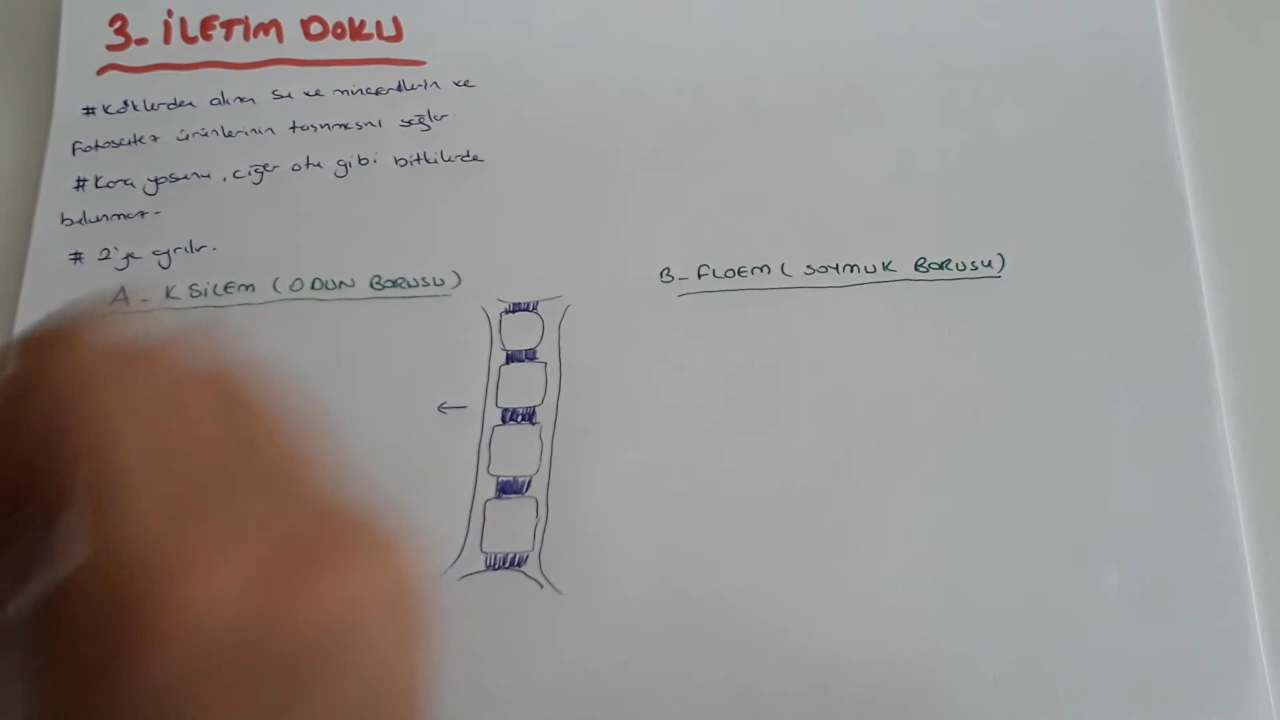 3- İLETİM DOKU
# Köklerden alınan su ve minerallerin ve
Fotosentez ürünlerinin taşınmasını sağlar
# Kara yosunu, ciğer otu gibi bitkilerde
bulunmaz-
# 2'ye ayrılır.
A - KSİLEM (ODUN BORUSU)
B- FLOEM (SOYMUK BORUSU)